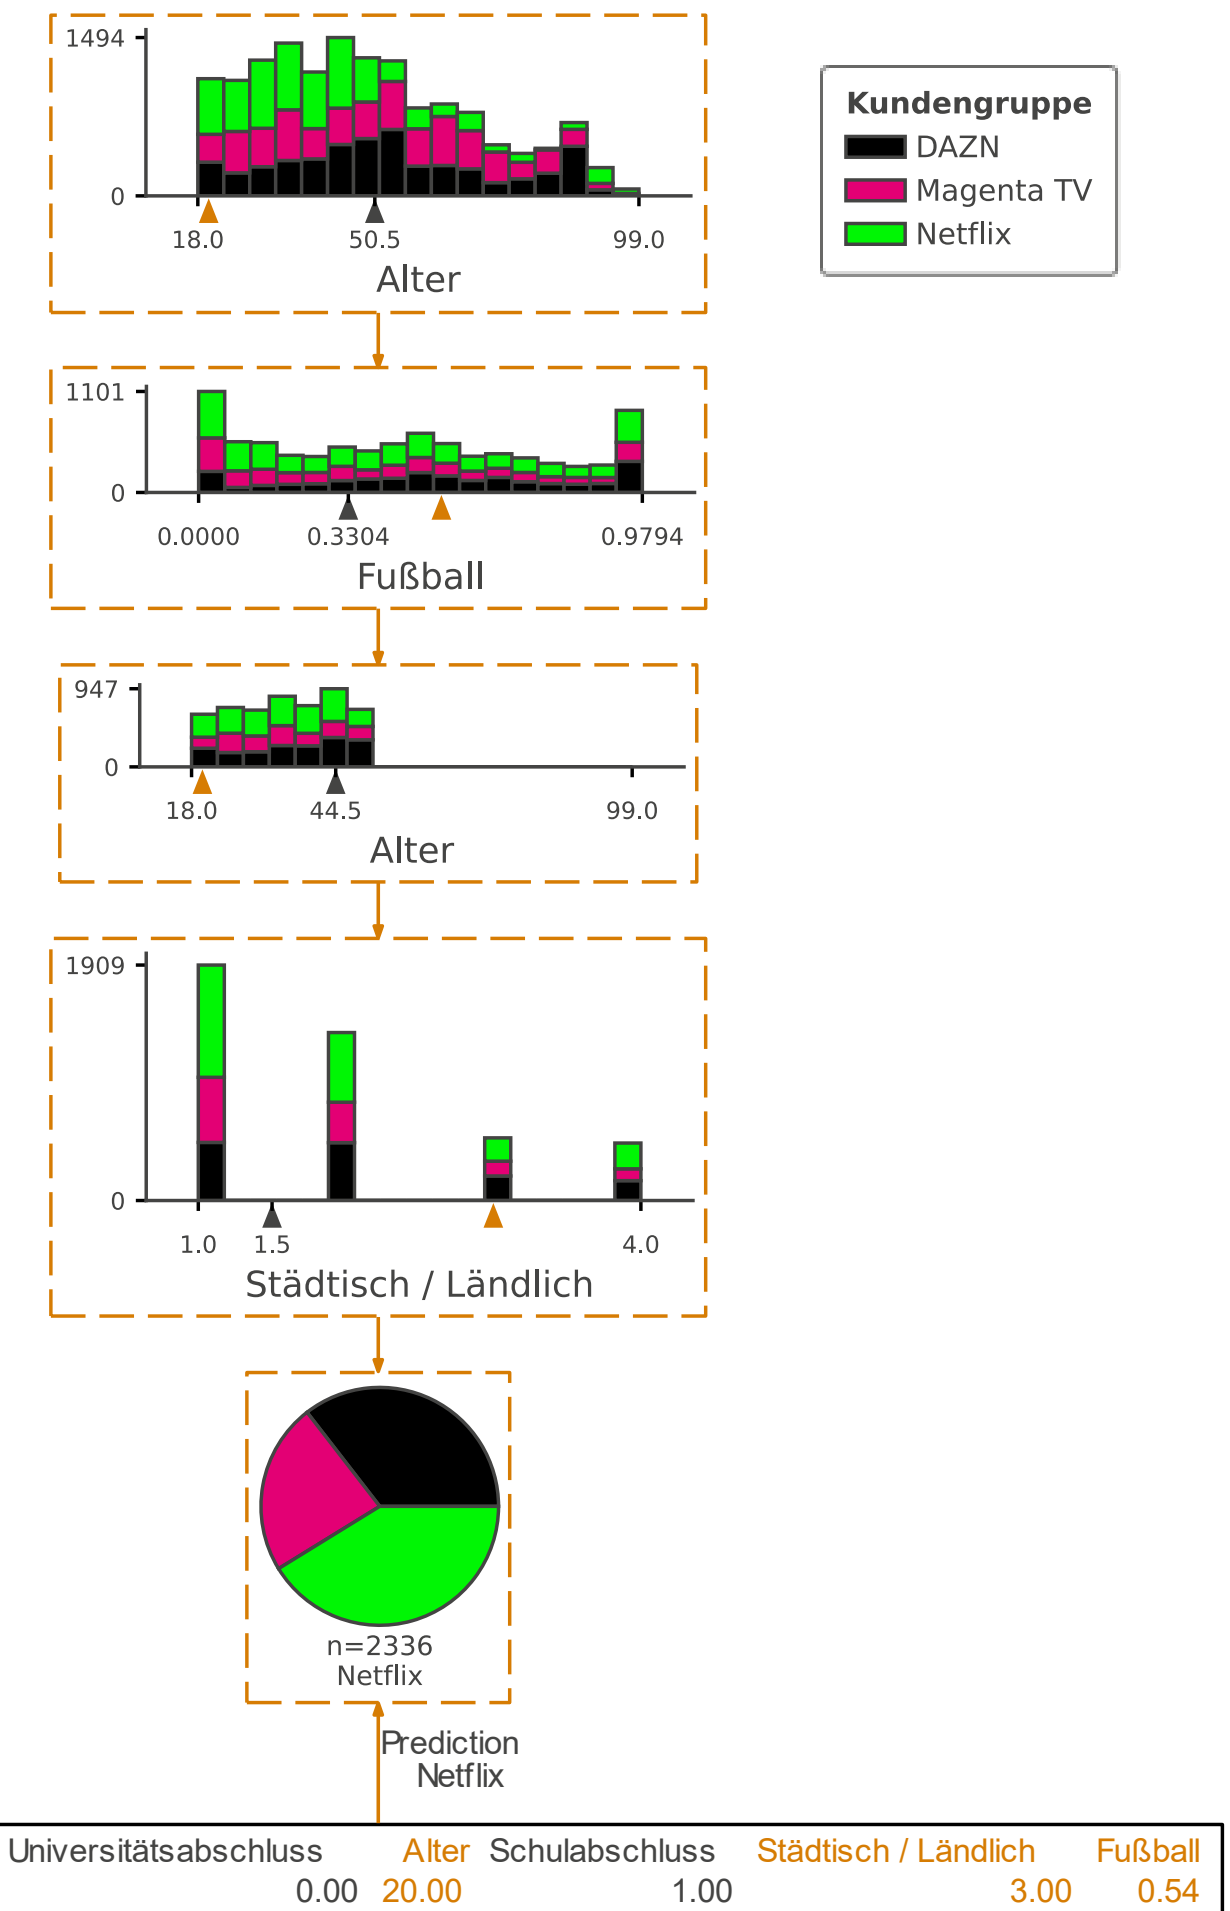 1494
0
18.0 50.5 99.0
Alter
Kundengruppe
DAZN
Magenta TV
Netflix
1101
0
0.0000 0.3304 0.9794
Fußball
947
0
18.0 44.5 99.0
Alter
1909
0
1.0 1.5 4.0
Städtisch / Ländlich
n=2336
Netflix
Prediction
Netflix
Universitätsabschluss Alter Schulabschluss Städtisch / Ländlich Fußball
0.00 20.00 1.00 3.00 0.54